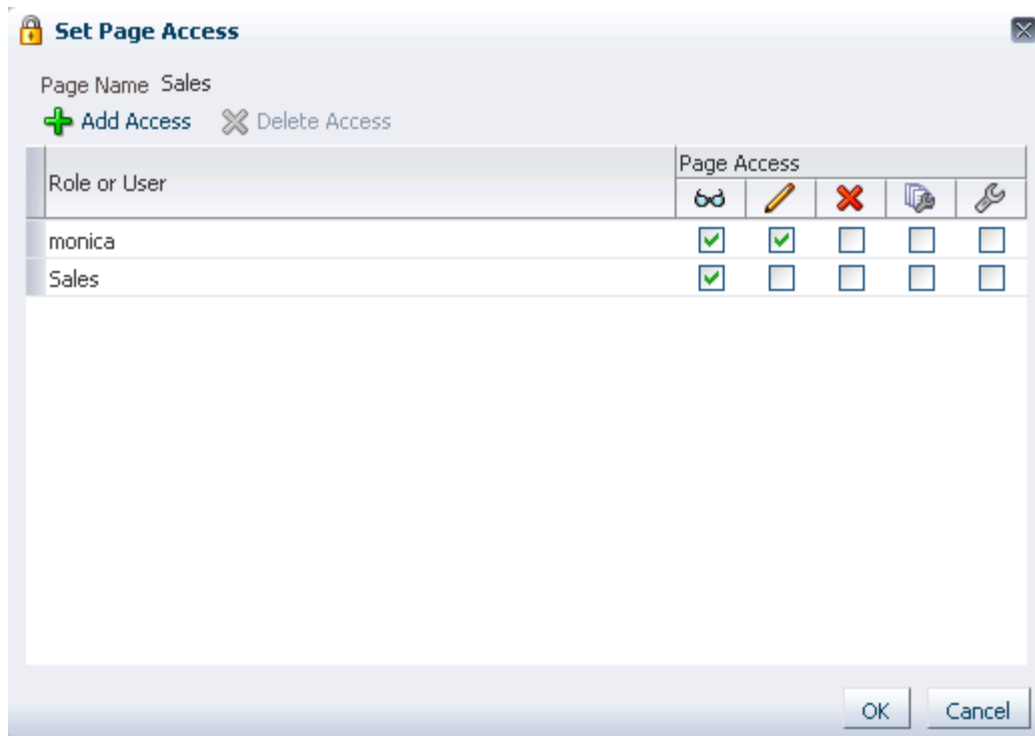 Set Page Access
Page Name Sales
Add Access Delete Access
Role or User
Page Access
monica
Sales
OK Cancel